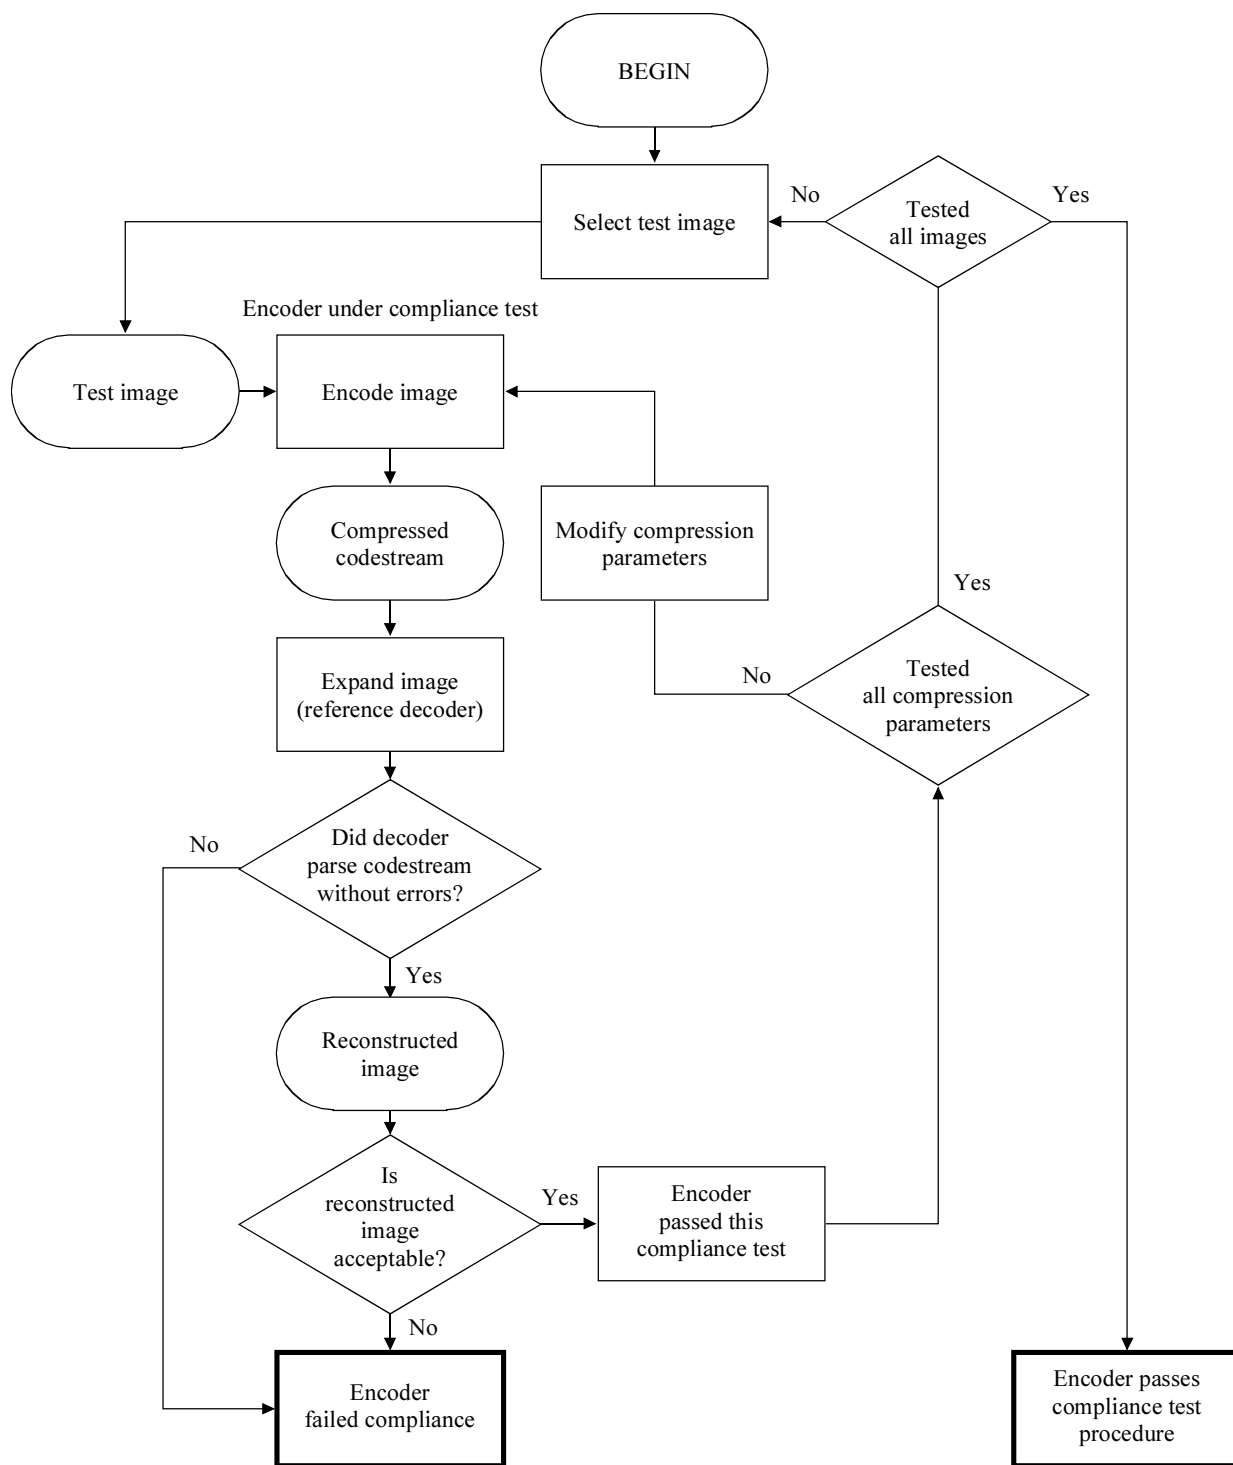 BEGIN
No
Yes
Select test image
Tested
all images
Encoder under compliance test
Test image
Encode image
Compressed
codestream
Modify compression
parameters
Yes
Expand image
(reference decoder)
No
Tested
all compression
parameters
No
Did decoder
parse codestream
without errors?
Yes
Reconstructed
image
Is
reconstructed
image
acceptable?
Yes
Encoder
passed this
compliance test
No
Encoder
failed compliance
Encoder passes
compliance test
procedure